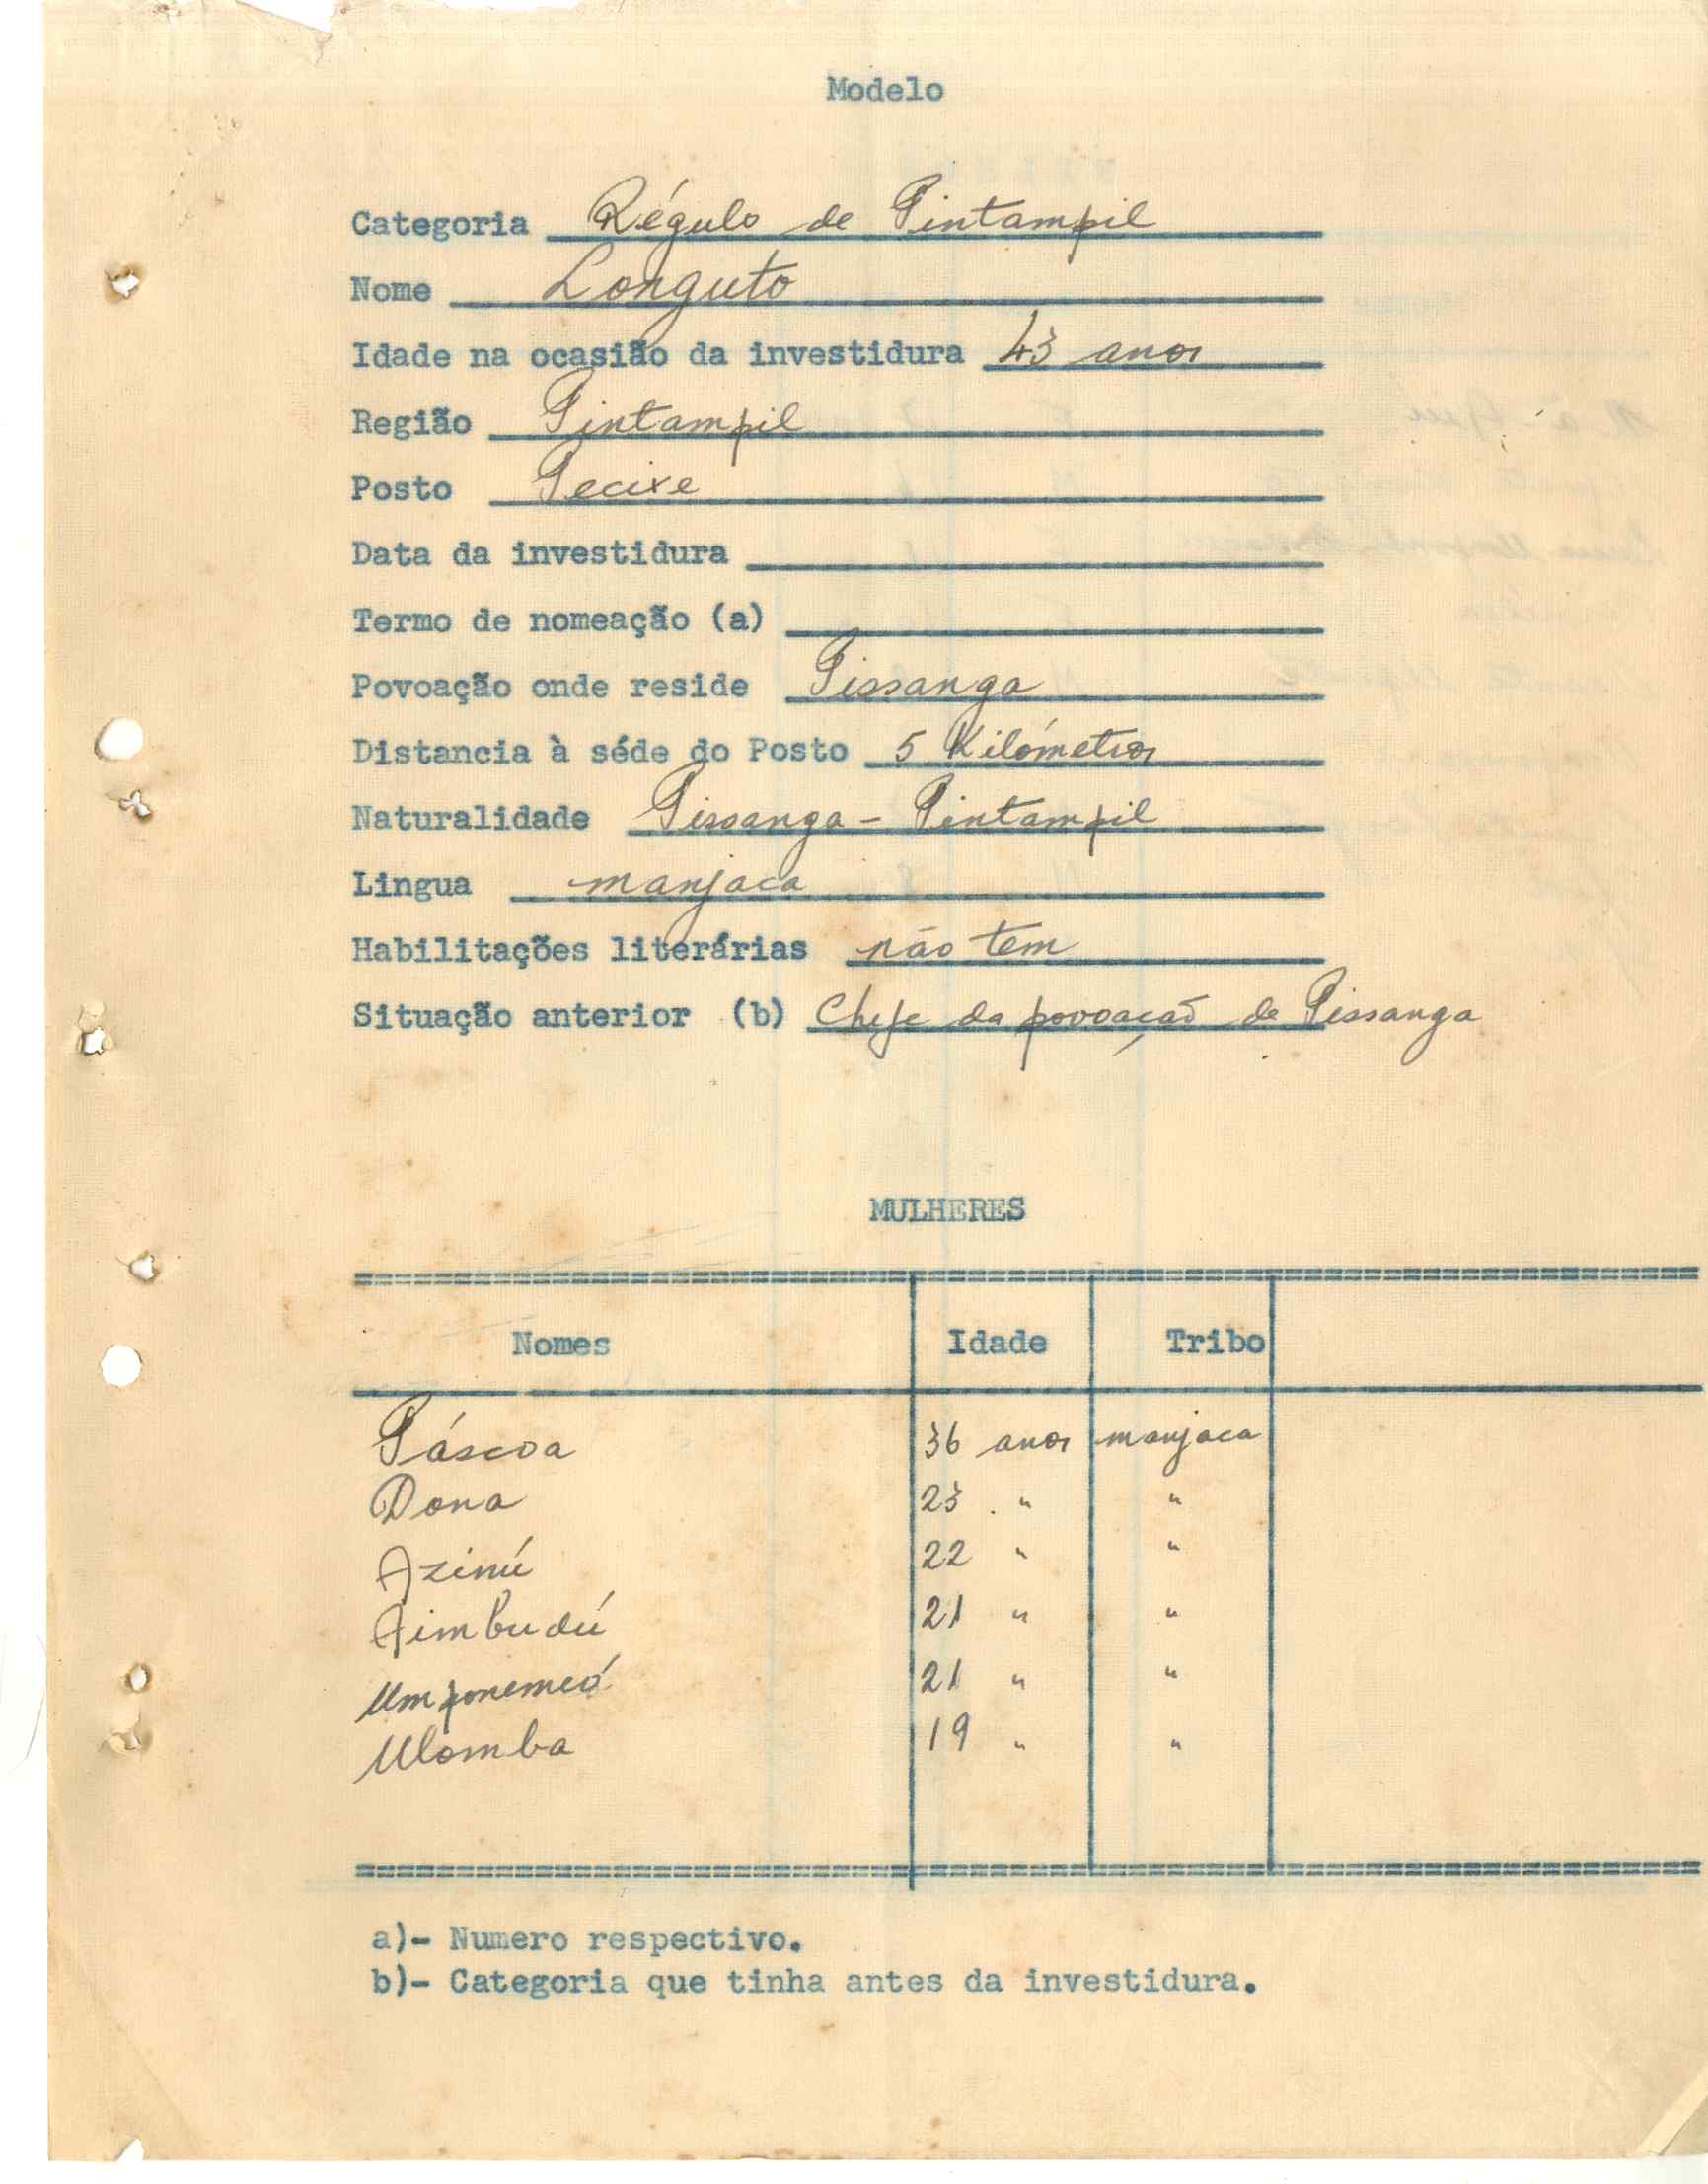 Modelo
Categoria Régulo de Pintampil
Nome Longuto
Idade na ocasião da investidura 43 anos
Região Pintampil
Posto Pecixe
Data da investidura
Termo de nomeação (a)
Povoação onde reside Pissanga
Distancia à séde do Posto 5 Kilómetros
Naturalidade Pissanga - Pintampil
Lingua manjaca
Habilitações literárias não tem
Situação anterior (b) Chefe da povoação de Pissanga
MULHERES
Nomes Idade Tribo
Páscoa 36 anos manjaca
Dona 23 " "
Azinú 22 " "
Aimbudú 21 " "
21 " "
Ulomba 19 " "
a)- Numero respectivo.
b)- Categoria que tinha antes da investidura.